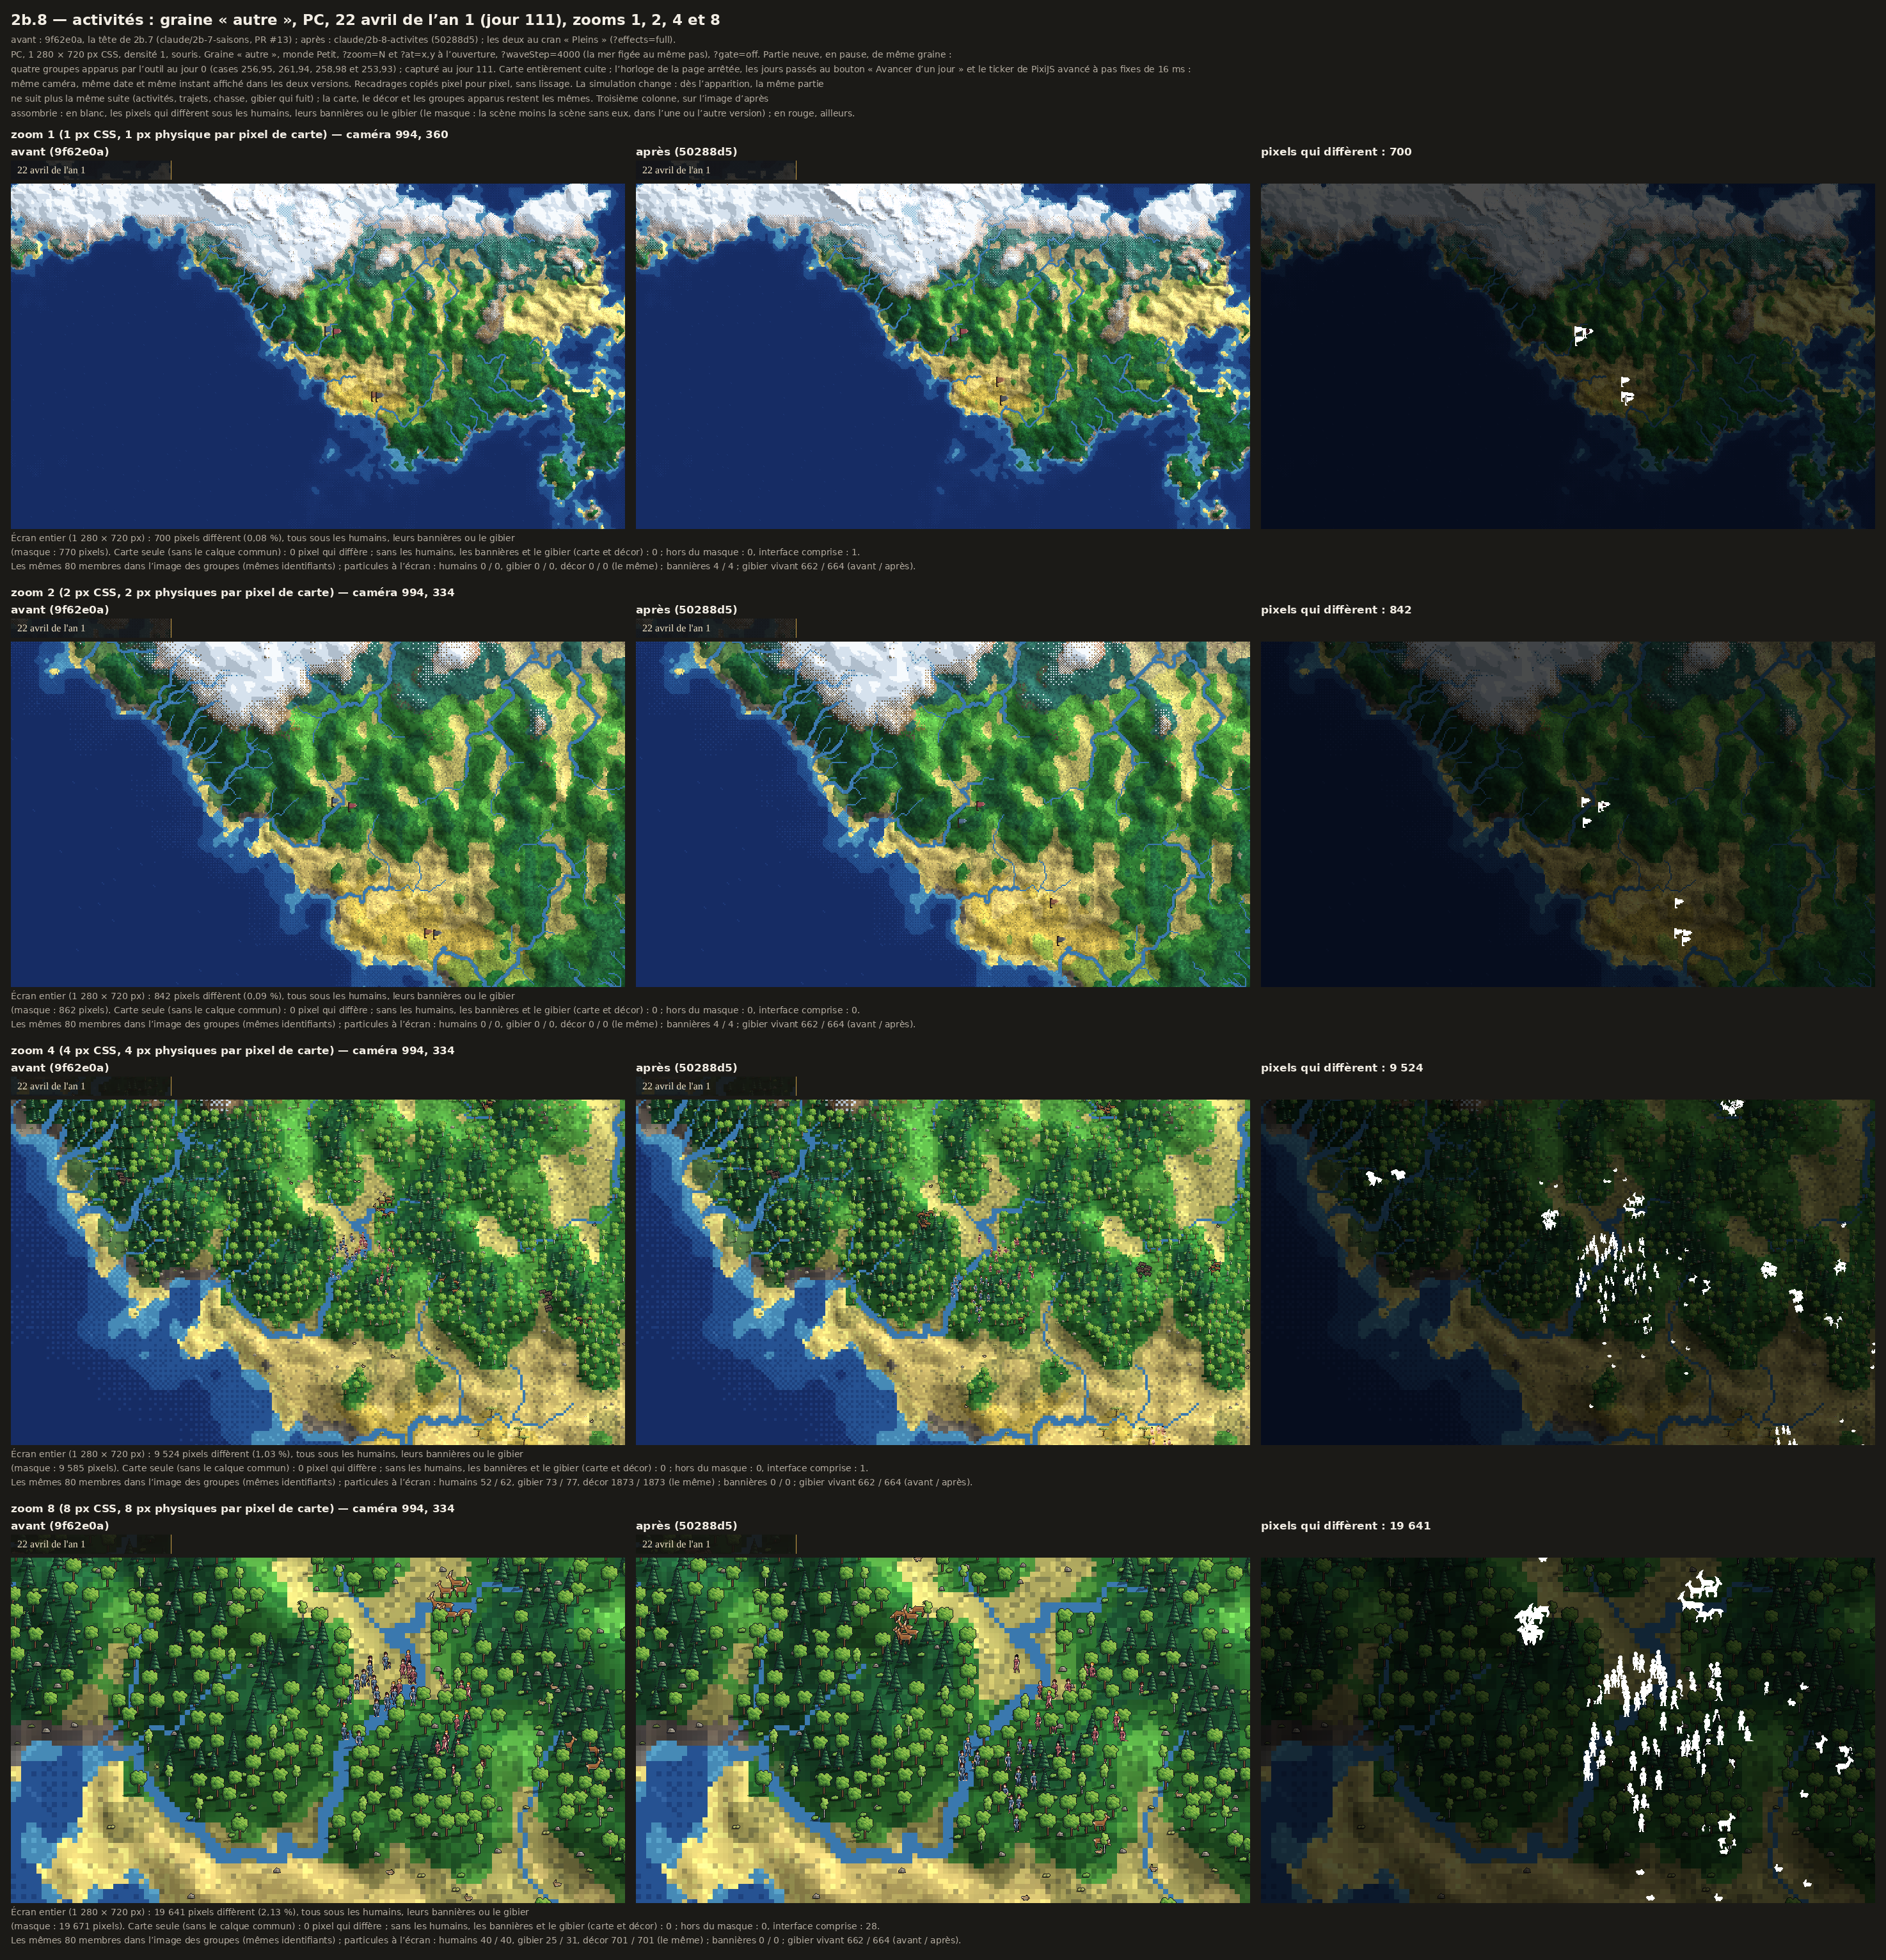 2b.8 — activités : graine « autre », PC, 22 avril de l’an 1 (jour 111), zooms 1, 2, 4 et 8
avant : 9f62e0a, la tête de 2b.7 (claude/2b-7-saisons, PR #13) ; après : claude/2b-8-activites (50288d5) ; les deux au cran « Pleins » (?effects=full).
PC, 1 280 × 720 px CSS, densité 1, souris. Graine « autre », monde Petit, ?zoom=N et ?at=x,y à l’ouverture, ?waveStep=4000 (la mer figée au même pas), ?gate=off. Partie neuve, en pause, de même graine :
quatre groupes apparus par l’outil au jour 0 (cases 256,95, 261,94, 258,98 et 253,93) ; capturé au jour 111. Carte entièrement cuite ; l’horloge de la page arrêtée, les jours passés au bouton « Avancer d’un jour » et le ticker de PixiJS avancé à pas fixes de 16 ms :
même caméra, même date et même instant affiché dans les deux versions. Recadrages copiés pixel pour pixel, sans lissage. La simulation change : dès l’apparition, la même partie
ne suit plus la même suite (activités, trajets, chasse, gibier qui fuit) ; la carte, le décor et les groupes apparus restent les mêmes. Troisième colonne, sur l’image d’après
assombrie : en blanc, les pixels qui diffèrent sous les humains, leurs bannières ou le gibier (le masque : la scène moins la scène sans eux, dans l’une ou l’autre version) ; en rouge, ailleurs.
zoom 1 (1 px CSS, 1 px physique par pixel de carte) — caméra 994, 360
avant (9f62e0a)
après (50288d5)
pixels qui diffèrent : 700
22 avril de l'an 1
22 avril de l'an 1
Écran entier (1 280 × 720 px) : 700 pixels diffèrent (0,08 %), tous sous les humains, leurs bannières ou le gibier
(masque : 770 pixels). Carte seule (sans le calque commun) : 0 pixel qui diffère ; sans les humains, les bannières et le gibier (carte et décor) : 0 ; hors du masque : 0, interface comprise : 1.
Les mêmes 80 membres dans l’image des groupes (mêmes identifiants) ; particules à l’écran : humains 0 / 0, gibier 0 / 0, décor 0 / 0 (le même) ; bannières 4 / 4 ; gibier vivant 662 / 664 (avant / après).
zoom 2 (2 px CSS, 2 px physiques par pixel de carte) — caméra 994, 334
avant (9f62e0a)
après (50288d5)
pixels qui diffèrent : 842
22 avril de l'an 1
22 avril de l'an 1
Écran entier (1 280 × 720 px) : 842 pixels diffèrent (0,09 %), tous sous les humains, leurs bannières ou le gibier
(masque : 862 pixels). Carte seule (sans le calque commun) : 0 pixel qui diffère ; sans les humains, les bannières et le gibier (carte et décor) : 0 ; hors du masque : 0, interface comprise : 0.
Les mêmes 80 membres dans l’image des groupes (mêmes identifiants) ; particules à l’écran : humains 0 / 0, gibier 0 / 0, décor 0 / 0 (le même) ; bannières 4 / 4 ; gibier vivant 662 / 664 (avant / après).
zoom 4 (4 px CSS, 4 px physiques par pixel de carte) — caméra 994, 334
avant (9f62e0a)
après (50288d5)
pixels qui diffèrent : 9 524
22 avril de l'an 1
22 avril de l'an 1
Écran entier (1 280 × 720 px) : 9 524 pixels diffèrent (1,03 %), tous sous les humains, leurs bannières ou le gibier
(masque : 9 585 pixels). Carte seule (sans le calque commun) : 0 pixel qui diffère ; sans les humains, les bannières et le gibier (carte et décor) : 0 ; hors du masque : 0, interface comprise : 1.
Les mêmes 80 membres dans l’image des groupes (mêmes identifiants) ; particules à l’écran : humains 52 / 62, gibier 73 / 77, décor 1873 / 1873 (le même) ; bannières 0 / 0 ; gibier vivant 662 / 664 (avant / après).
zoom 8 (8 px CSS, 8 px physiques par pixel de carte) — caméra 994, 334
avant (9f62e0a)
après (50288d5)
pixels qui diffèrent : 19 641
22 avril de l'an 1
22 avril de l'an 1
Écran entier (1 280 × 720 px) : 19 641 pixels diffèrent (2,13 %), tous sous les humains, leurs bannières ou le gibier
(masque : 19 671 pixels). Carte seule (sans le calque commun) : 0 pixel qui diffère ; sans les humains, les bannières et le gibier (carte et décor) : 0 ; hors du masque : 0, interface comprise : 28.
Les mêmes 80 membres dans l’image des groupes (mêmes identifiants) ; particules à l’écran : humains 40 / 40, gibier 25 / 31, décor 701 / 701 (le même) ; bannières 0 / 0 ; gibier vivant 662 / 664 (avant / après).